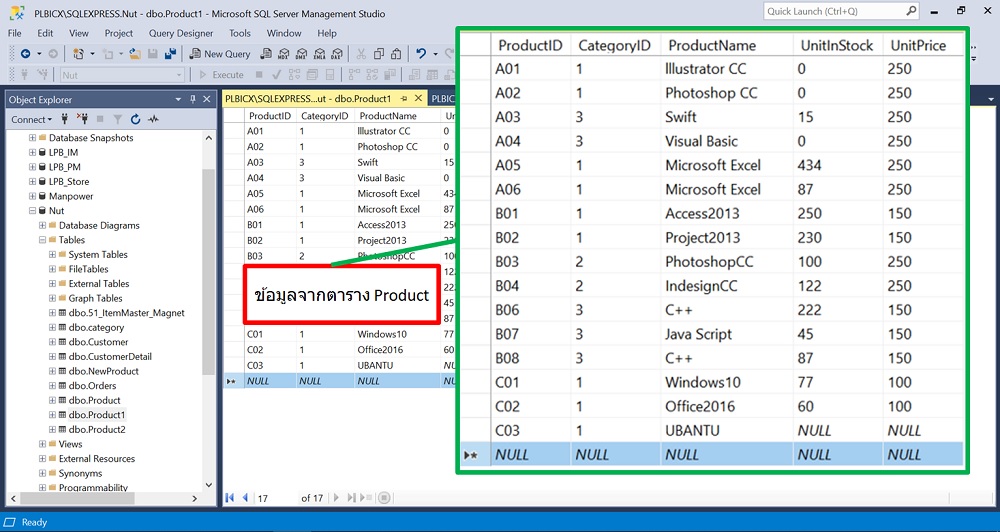 PLBICX\SQLEXPRESS.Nut - dbo.Product1 - Microsoft SQL Server Management Studio
Quick Launch (Ctrl+Q)
File Edit View Project Query Designer Tools Window Help
New Query
MDX DMX XMLA DAX
Nut Execute
Object Explorer
Connect
Database Snapshots
LPB_IM
LPB_PM
LPB_Store
Manpower
Nut
Database Diagrams
Tables
System Tables
FileTables
External Tables
Graph Tables
dbo.51_ItemMaster_Magnet
dbo.category
dbo.Customer
dbo.CustomerDetail
dbo.NewProduct
dbo.Orders
dbo.Product
dbo.Product1
dbo.Product2
Views
External Resources
Synonyms
Programmability
PLBICX\SQLEXPRESS...ut - dbo.Product1
ProductID CategoryID ProductName
A01 1 Illustrator CC 0
A02 1 Photoshop CC 0
A03 3 Swift 15
A04 3 Visual Basic 0
A05 1 Microsoft Excel 434
A06 1 Microsoft Excel 87
B01 1 Access2013
B02 1 Project2013
B03 2 PhotoshopCC
ข้อมูลจากตาราง Product
C01 1 Windows10 77
C02 1 Office2016 60
C03 1 UBANTU
NULL NULL NULL
17 of 17
ProductID CategoryID ProductName UnitInStock UnitPrice
A01 1 Illustrator CC 0 250
A02 1 Photoshop CC 0 250
A03 3 Swift 15 250
A04 3 Visual Basic 0 250
A05 1 Microsoft Excel 434 250
A06 1 Microsoft Excel 87 250
B01 1 Access2013 250 150
B02 1 Project2013 230 150
B03 2 PhotoshopCC 100 250
B04 2 IndesignCC 122 250
B06 3 C++ 222 150
B07 3 Java Script 45 150
B08 3 C++ 87 150
C01 1 Windows10 77 100
C02 1 Office2016 60 100
C03 1 UBANTU NULL NULL
NULL NULL NULL NULL NULL
Ready